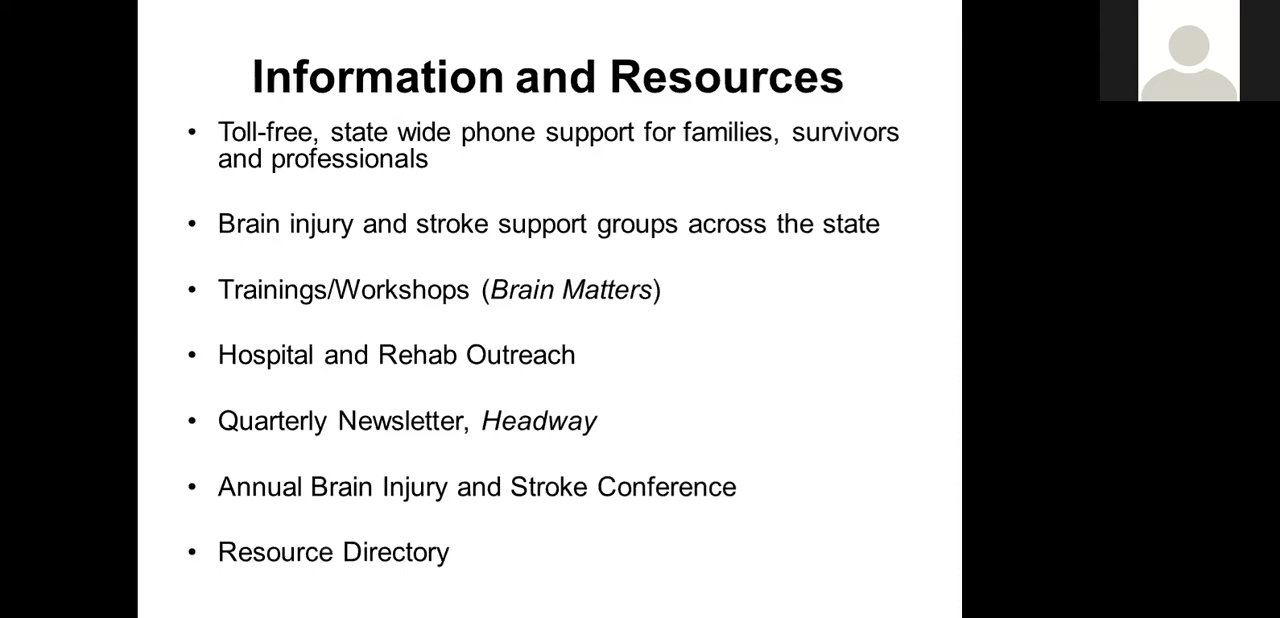 Information and Resources
• Toll-free, state wide phone support for families, survivors
and professionals
• Brain injury and stroke support groups across the state
• Trainings/Workshops (Brain Matters)
• Hospital and Rehab Outreach
• Quarterly Newsletter, Headway
• Annual Brain Injury and Stroke Conference
• Resource Directory